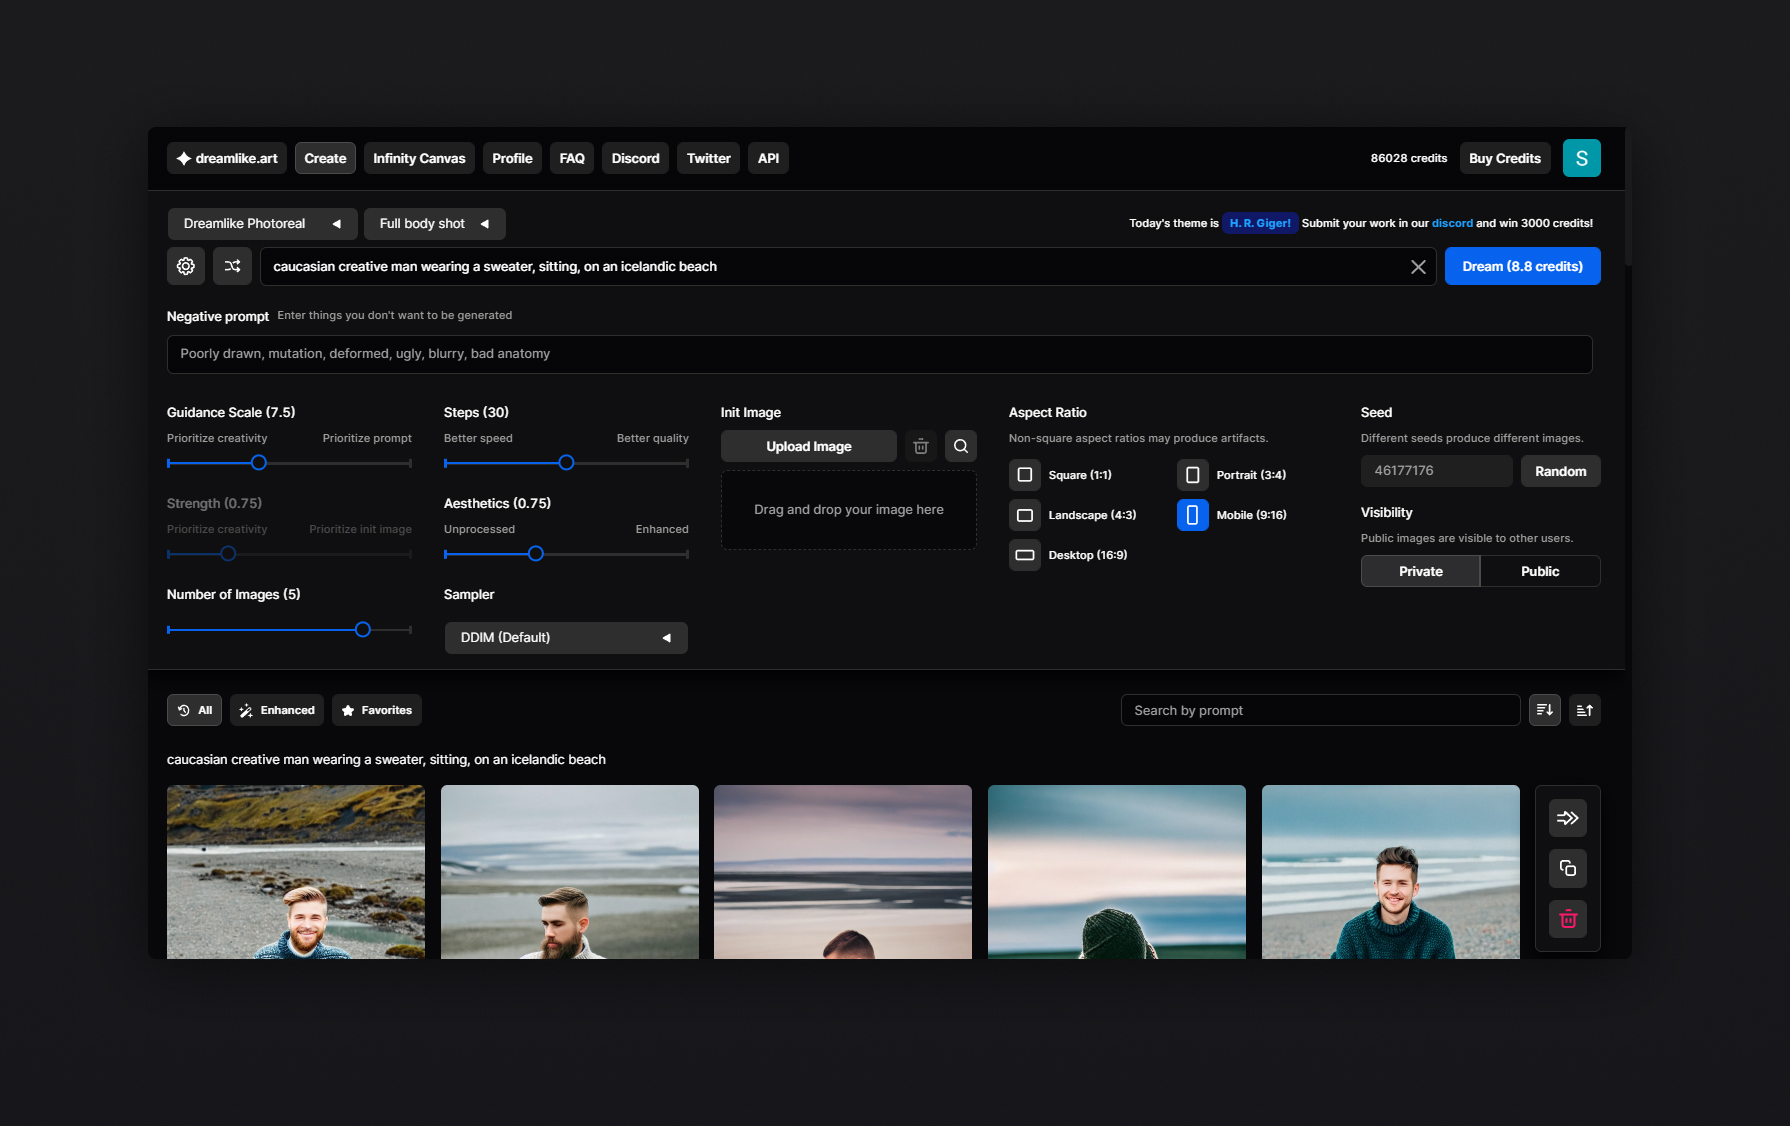 dreamlike.art Create Infinity Canvas Profile FAQ Discord Twitter API 86028 credits Buy Credits S
Dreamlike Photoreal Full body shot Today's theme is H. R. Giger! Submit your work in our discord and win 3000 credits!
caucasian creative man wearing a sweater, sitting, on an icelandic beach Dream (8.8 credits)
Negative prompt Enter things you don't want to be generated
Poorly drawn, mutation, deformed, ugly, blurry, bad anatomy
Guidance Scale (7.5)
Prioritize creativity Prioritize prompt
Strength (0.75)
Prioritize creativity Prioritize init image
Number of Images (5)
Steps (30)
Better speed Better quality
Aesthetics (0.75)
Unprocessed Enhanced
Sampler
DDIM (Default)
Init Image
Upload Image
Drag and drop your image here
Aspect Ratio
Non-square aspect ratios may produce artifacts.
Square (1:1) Portrait (3:4)
Landscape (4:3) Mobile (9:16)
Desktop (16:9)
Seed
Different seeds produce different images.
46177176 Random
Visibility
Public images are visible to other users.
Private Public
All Enhanced Favorites Search by prompt
caucasian creative man wearing a sweater, sitting, on an icelandic beach